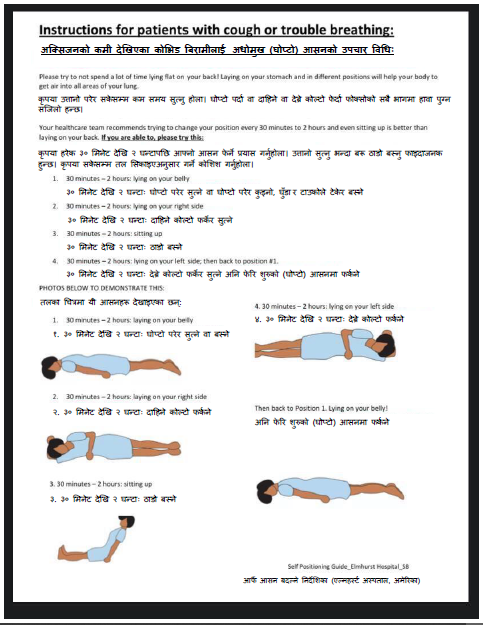 Instructions for patients with cough or trouble breathing:
अक्सिजनको कमी देखिएका कोभिड बिरामीलाई अधोमुख (घोप्टो) आसनको उपचार विधिः
Please try to not spend a lot of time lying flat on your back! Laying on your stomach and in different positions will help your body to
get air into all areas of your lung.
कृपया उत्तानो परेर सकेसम्म कम समय सुत्नु होला। घोप्टो पर्दा वा दाहिने वा देब्रे कोल्टो फेर्दा फोक्सोको सबै भागमा हावा पुग्न
सजिलो हन्छ।
Your healthcare team recommends trying to change your position every 30 minutes to 2 hours and even sitting up is better than
laying on your back. If you are able to, please try this:
कृपया हरेक ३० मिनेट देखि २ घन्टापछि आफ्नो आसन फेर्ने प्रयास गर्नुहोला। उत्तानो सुत्नु भन्दा बरू ठाडो बस्नु फाइदाजनक
हुन्छ। कृपया सकेसम्म तल सिकाइएअनुसार गर्ने कोशिश गर्नुहोला।
1. 30 minutes – 2 hours: lying on your belly
३० मिनेट देखि २ घन्टाः घोप्टो परेर सुत्ने वा घोप्टो परेर कुहुनो, घुँडा र टाउकोले टेकेर बस्ने
2. 30 minutes – 2 hours: lying on your right side
३० मिनेट देखि २ घन्टाः दाहिने कोल्टो फर्केर सुत्ने
3. 30 minutes – 2 hours: sitting up
३० मिनेट देखि २ घन्टाः ठाडो बस्ने
4. 30 minutes – 2 hours: lying on your left side; then back to position #1.
३० मिनेट देखि २ घन्टाः देब्रे कोल्टो फर्केर सुत्ने अनि फेरि शुरुको (घोप्टो) आसनमा फर्कने
PHOTOS BELOW TO DEMONSTRATE THIS:
तलका चित्रमा यी आसनहरू देखाइएका छन्:
1. 30 minutes – 2 hours: laying on your belly
१. ३० मिनेट देखि २ घन्टाः घोप्टो परेर सुत्ने वा बस्ने
2. 30 minutes – 2 hours: laying on your right side
२. ३० मिनेट देखि २ घन्टाः दाहिने कोल्टो फर्कने
3. 30 minutes – 2 hours: sitting up
३. ३० मिनेट देखि २ घन्टाः ठाडो बस्ने
4. 30 minutes – 2 hours: lying on your left side
४. ३० मिनेट देखि २ घन्टाः देब्रे कोल्टो फर्कने
Then back to Position 1. Lying on your belly!
अनि फेरि शुरुको (घोप्टो) आसनमा फर्कने
Self Positioning Guide_Elmhurst Hospital_SB
आफैँ आसन बदल्ने निर्देशिका (एल्महर्स्ट अस्पताल, अमेरिका)